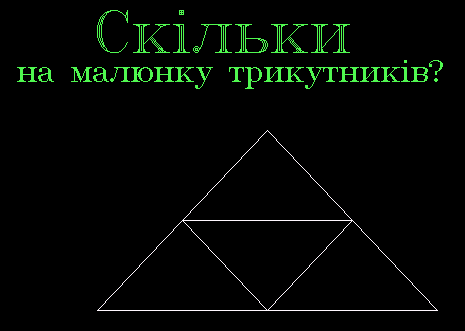 Скільки
на малюнку трикутників?